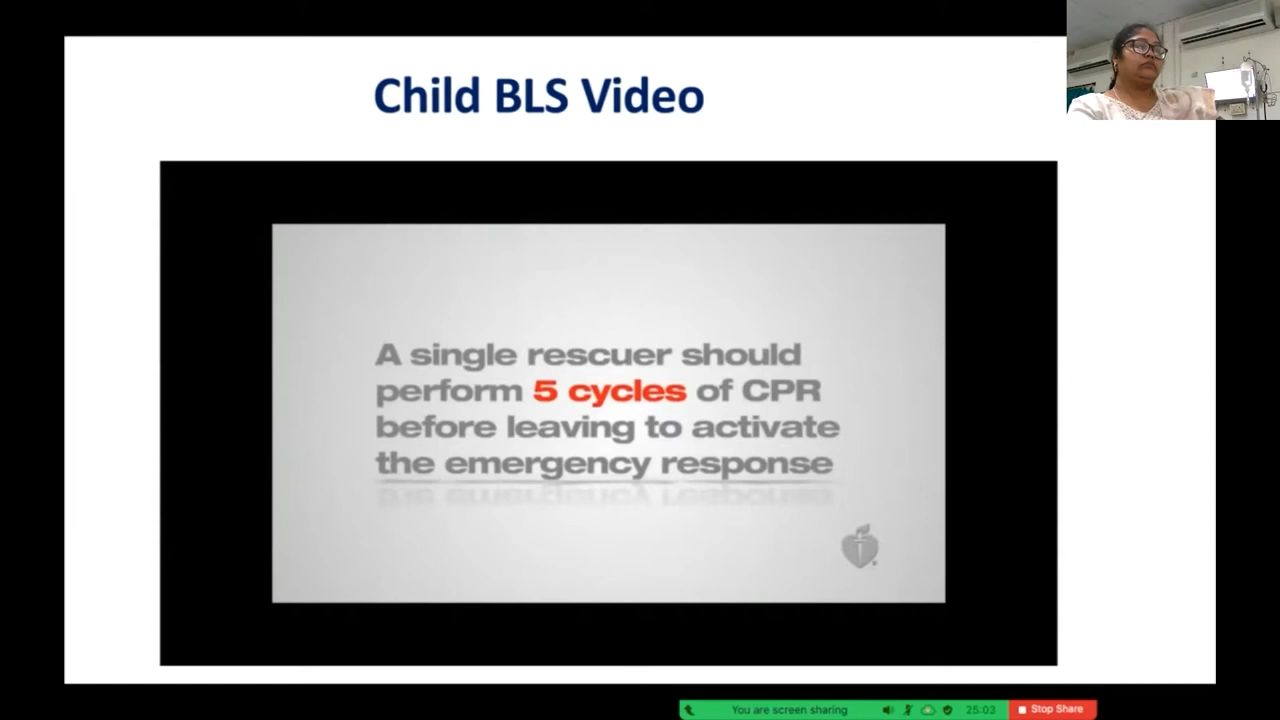 Child BLS Video
A single rescuer should
perform 5 cycles of CPR
before leaving to activate
the emergency response
You are screen sharing
25:03
Stop Share